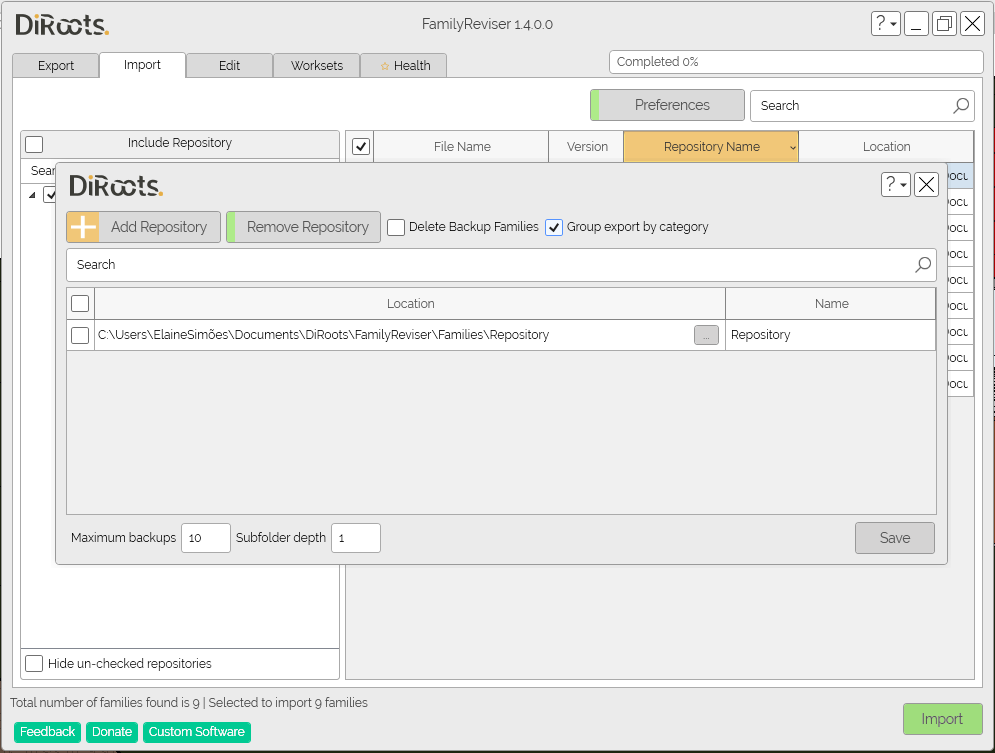 DiRoots.
FamilyReviser 1.4.0.0
?
Export
Import
Edit
Worksets
Health
Completed 0%
Preferences
Search
Include Repository
File Name
Version
Repository Name
Location
DiRoots.
?
Add Repository
Remove Repository
Delete Backup Families
Group export by category
Search
Location
Name
C:\Users\ElaineSimões\Documents\DiRoots\FamilyReviser\Families\Repository
...
Repository
Maximum backups
10
Subfolder depth
1
Save
Hide un-checked repositories
Total number of families found is 9 | Selected to import 9 families
Feedback
Donate
Custom Software
Import